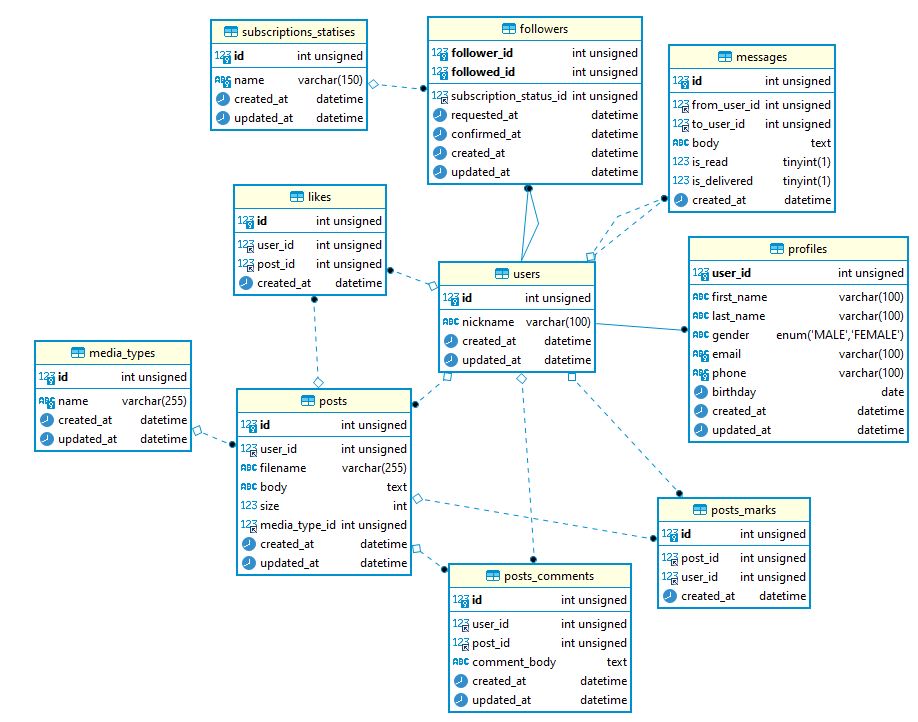 subscriptions_statises
id int unsigned
name varchar(150)
created_at datetime
updated_at datetime
followers
follower_id int unsigned
followed_id int unsigned
subscription_status_id int unsigned
requested_at datetime
confirmed_at datetime
created_at datetime
updated_at datetime
messages
id int unsigned
from_user_id int unsigned
to_user_id int unsigned
body text
is_read tinyint(1)
is_delivered tinyint(1)
created_at datetime
likes
id int unsigned
user_id int unsigned
post_id int unsigned
created_at datetime
users
id int unsigned
nickname varchar(100)
created_at datetime
updated_at datetime
profiles
user_id int unsigned
first_name varchar(100)
last_name varchar(100)
gender enum('MALE','FEMALE')
email varchar(100)
phone varchar(100)
birthday date
created_at datetime
updated_at datetime
media_types
id int unsigned
name varchar(255)
created_at datetime
updated_at datetime
posts
id int unsigned
user_id int unsigned
filename varchar(255)
body text
size int
media_type_id int unsigned
created_at datetime
updated_at datetime
posts_marks
id int unsigned
post_id int unsigned
user_id int unsigned
created_at datetime
posts_comments
id int unsigned
user_id int unsigned
post_id int unsigned
comment_body text
created_at datetime
updated_at datetime